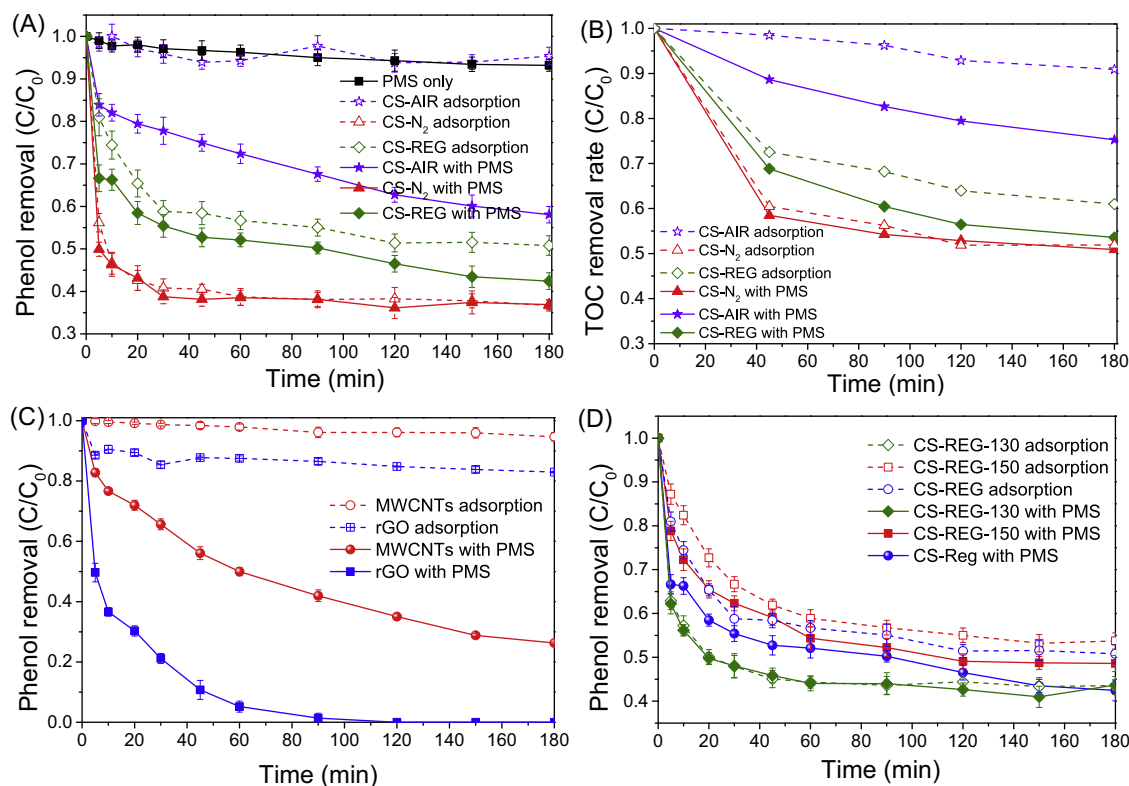 (A)
Phenol removal (C/C₀)
1.0
0.9
0.8
0.7
0.6
0.5
0.4
0.3
PMS only
CS-AIR adsorption
CS-N₂ adsorption
CS-REG adsorption
CS-AIR with PMS
CS-N₂ with PMS
CS-REG with PMS
0 20 40 60 80 100 120 140 160 180
Time (min)
(B)
TOC removal rate (C/C₀)
1.0
0.9
0.8
0.7
0.6
0.5
0.4
0.3
CS-AIR adsorption
CS-N₂ adsorption
CS-REG adsorption
CS-N₂ with PMS
CS-AIR with PMS
CS-REG with PMS
0 20 40 60 80 100 120 140 160 180
Time (min)
(C)
Phenol removal (C/C₀)
1.0
0.8
0.6
0.4
0.2
0.0
MWCNTs adsorption
rGO adsorption
MWCNTs with PMS
rGO with PMS
0 20 40 60 80 100 120 140 160 180
Time (min)
(D)
Phenol removal (C/C₀)
1.0
0.9
0.8
0.7
0.6
0.5
0.4
CS-REG-130 adsorption
CS-REG-150 adsorption
CS-REG adsorption
CS-REG-130 with PMS
CS-REG-150 with PMS
CS-Reg with PMS
0 20 40 60 80 100 120 140 160 180
Time (min)